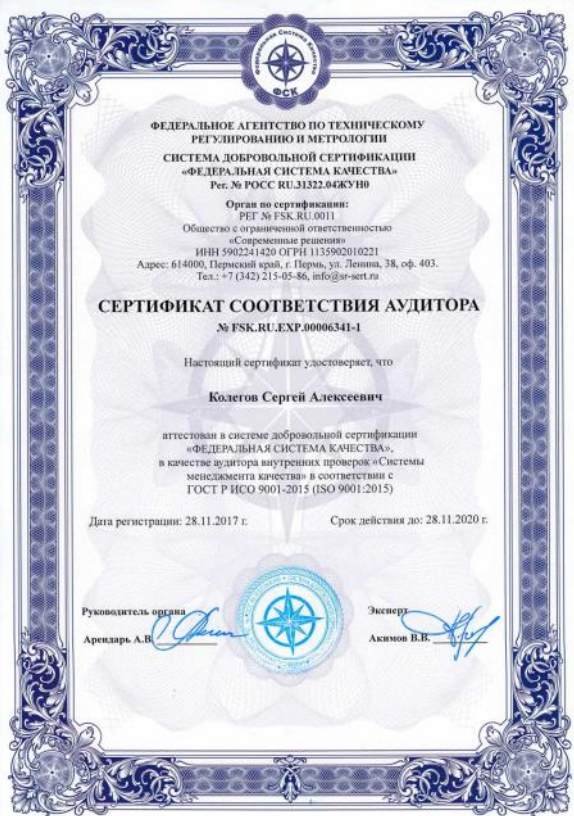 Федеральная Система Качества
ФСК
ФЕДЕРАЛЬНОЕ АГЕНТСТВО ПО ТЕХНИЧЕСКОМУ
РЕГУЛИРОВАНИЮ И МЕТРОЛОГИИ
СИСТЕМА ДОБРОВОЛЬНОЙ СЕРТИФИКАЦИИ
«ФЕДЕРАЛЬНАЯ СИСТЕМА КАЧЕСТВА»
Рег. № РОСС RU.31322.04ЖУН0
Орган по сертификации:
РЕГ № FSK.RU.0011
Общество с ограниченной ответственностью
«Современные решения»
ИНН 5902241420 ОГРН 1135902010221
Адрес: 614000, Пермский край, г. Пермь, ул. Ленина, 38, оф. 403.
Тел.: +7 (342) 215-05-86, info@sr-sert.ru
СЕРТИФИКАТ СООТВЕТСТВИЯ АУДИТОРА
№ FSK.RU.EXP.00006341-1
Настоящий сертификат удостоверяет, что
Колегов Сергей Алексеевич
аттестован в системе добровольной сертификации
«ФЕДЕРАЛЬНАЯ СИСТЕМА КАЧЕСТВА»,
в качестве аудитора внутренних проверок «Системы
менеджмента качества» в соответствии с
ГОСТ Р ИСО 9001-2015 (ISO 9001:2015)
Дата регистрации: 28.11.2017 г. Срок действия до: 28.11.2020 г.
Руководитель органа Эксперт
Арендарь А.В. Акимов В.В.